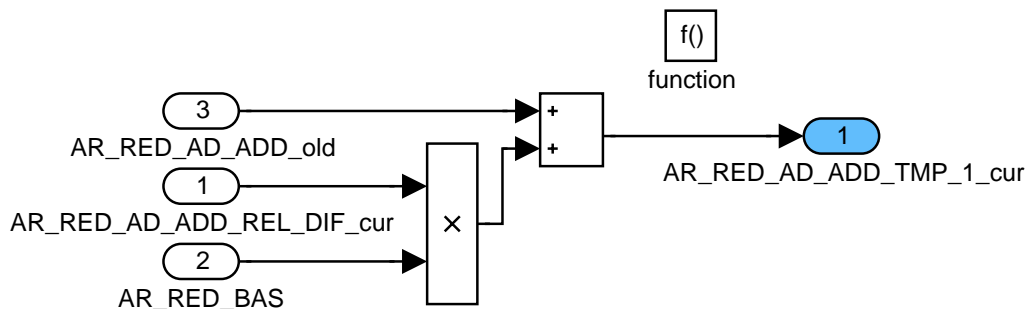 f()
function
3
+
AR_RED_AD_ADD_old
+
1
AR_RED_AD_ADD_TMP_1_cur
1
AR_RED_AD_ADD_REL_DIF_cur
×
2
AR_RED_BAS